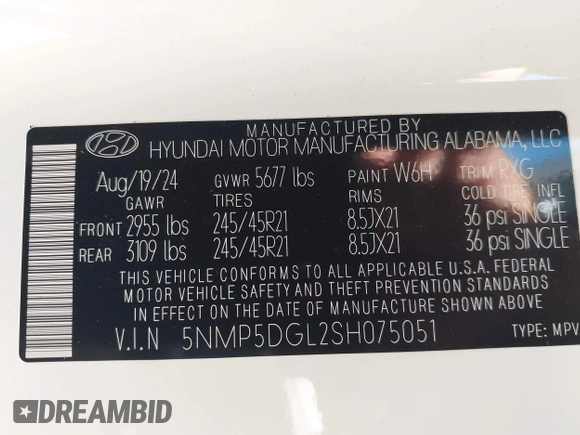 MANUFACTURED BY
HYUNDAI MOTOR MANUFACTURING ALABAMA, LLC
Aug/19/24 GVWR 5677 lbs PAINT W6H TRIM RXG
GAWR TIRES RIMS COLD TIRE INFL
FRONT 2955 lbs 245/45R21 8.5JX21 36 psi SINGLE
REAR 3109 lbs 245/45R21 8.5JX21 36 psi SINGLE
THIS VEHICLE CONFORMS TO ALL APPLICABLE U.S.A. FEDERAL
MOTOR VEHICLE SAFETY AND THEFT PREVENTION STANDARDS
IN EFFECT ON THE DATE OF MANUFACTURE SHOWN ABOVE.
V.I.N 5NMP5DGL2SH075051 TYPE: MPV
DREAMBID